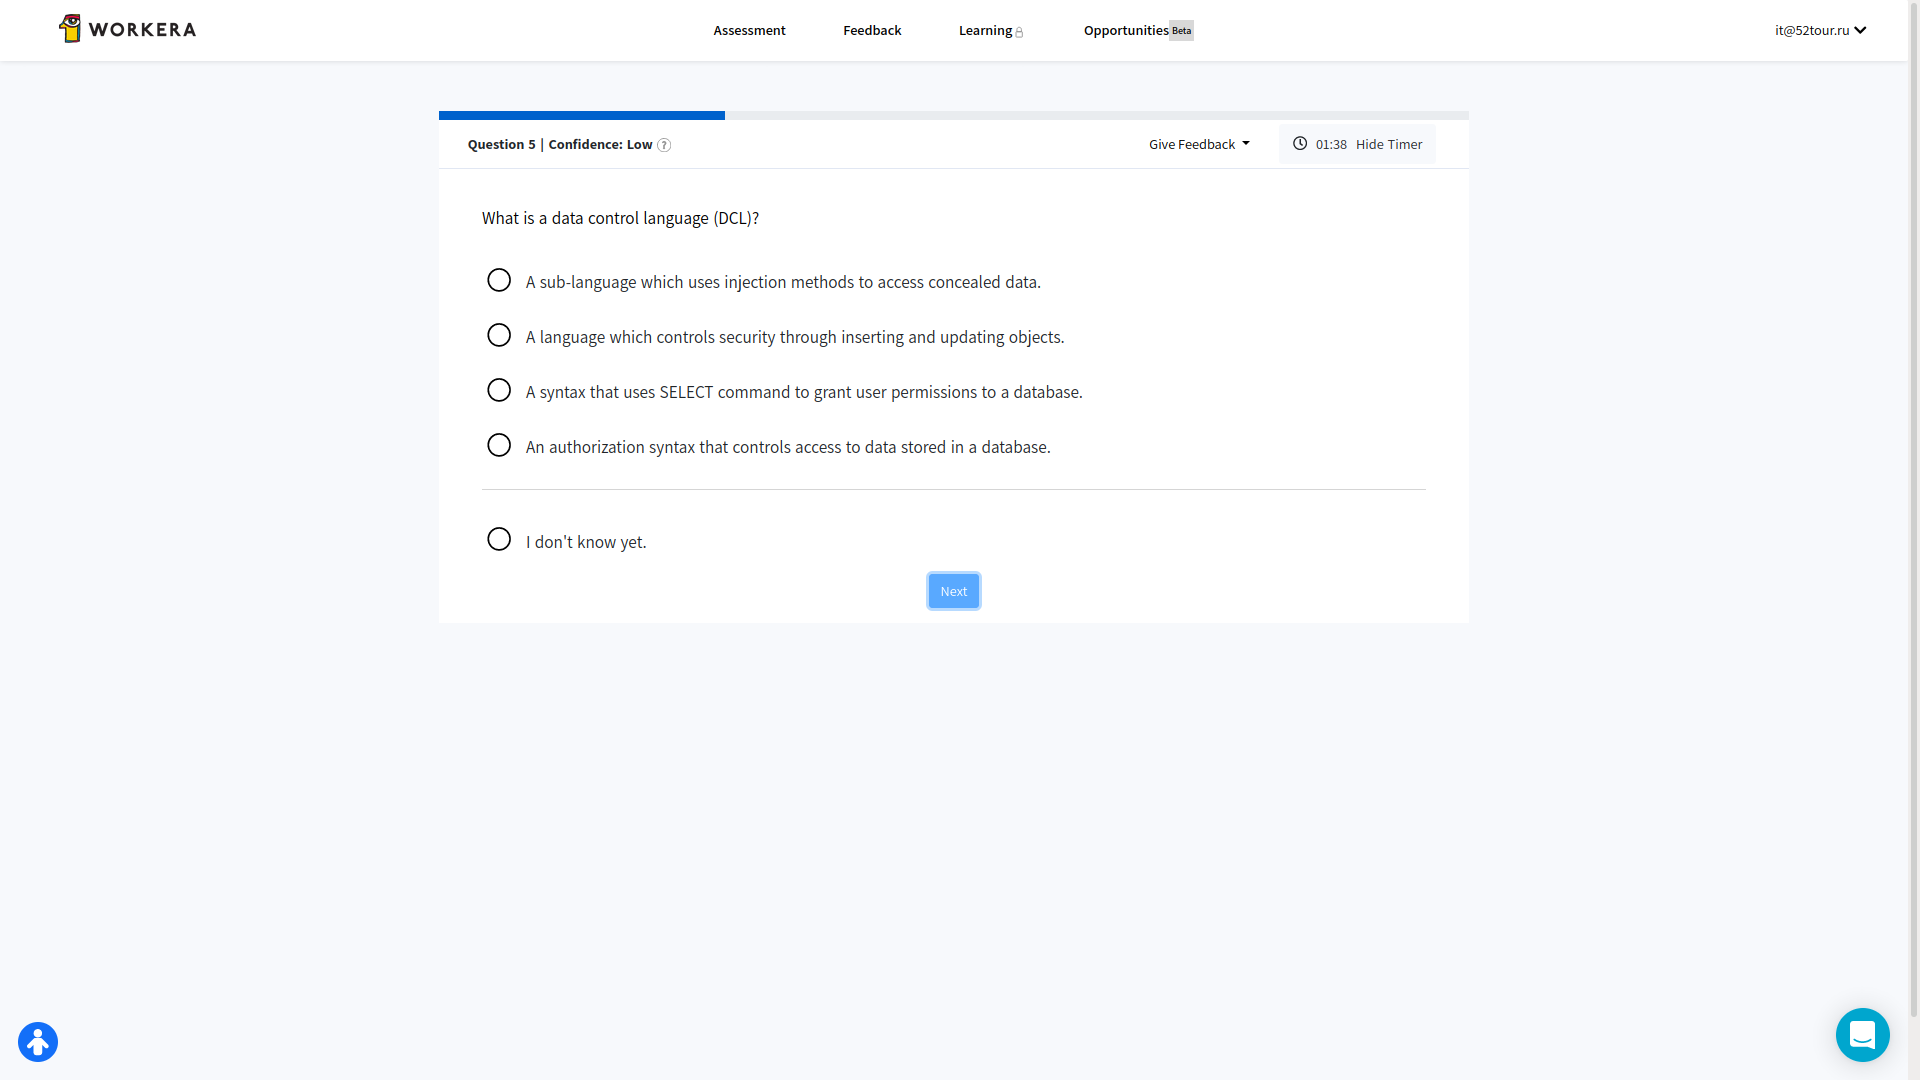 WORKERA
Assessment
Feedback
Learning
Opportunities Beta
it@52tour.ru
Question 5 | Confidence: Low ?
Give Feedback
01:38 Hide Timer
What is a data control language (DCL)?
A sub-language which uses injection methods to access concealed data.
A language which controls security through inserting and updating objects.
A syntax that uses SELECT command to grant user permissions to a database.
An authorization syntax that controls access to data stored in a database.
I don't know yet.
Next